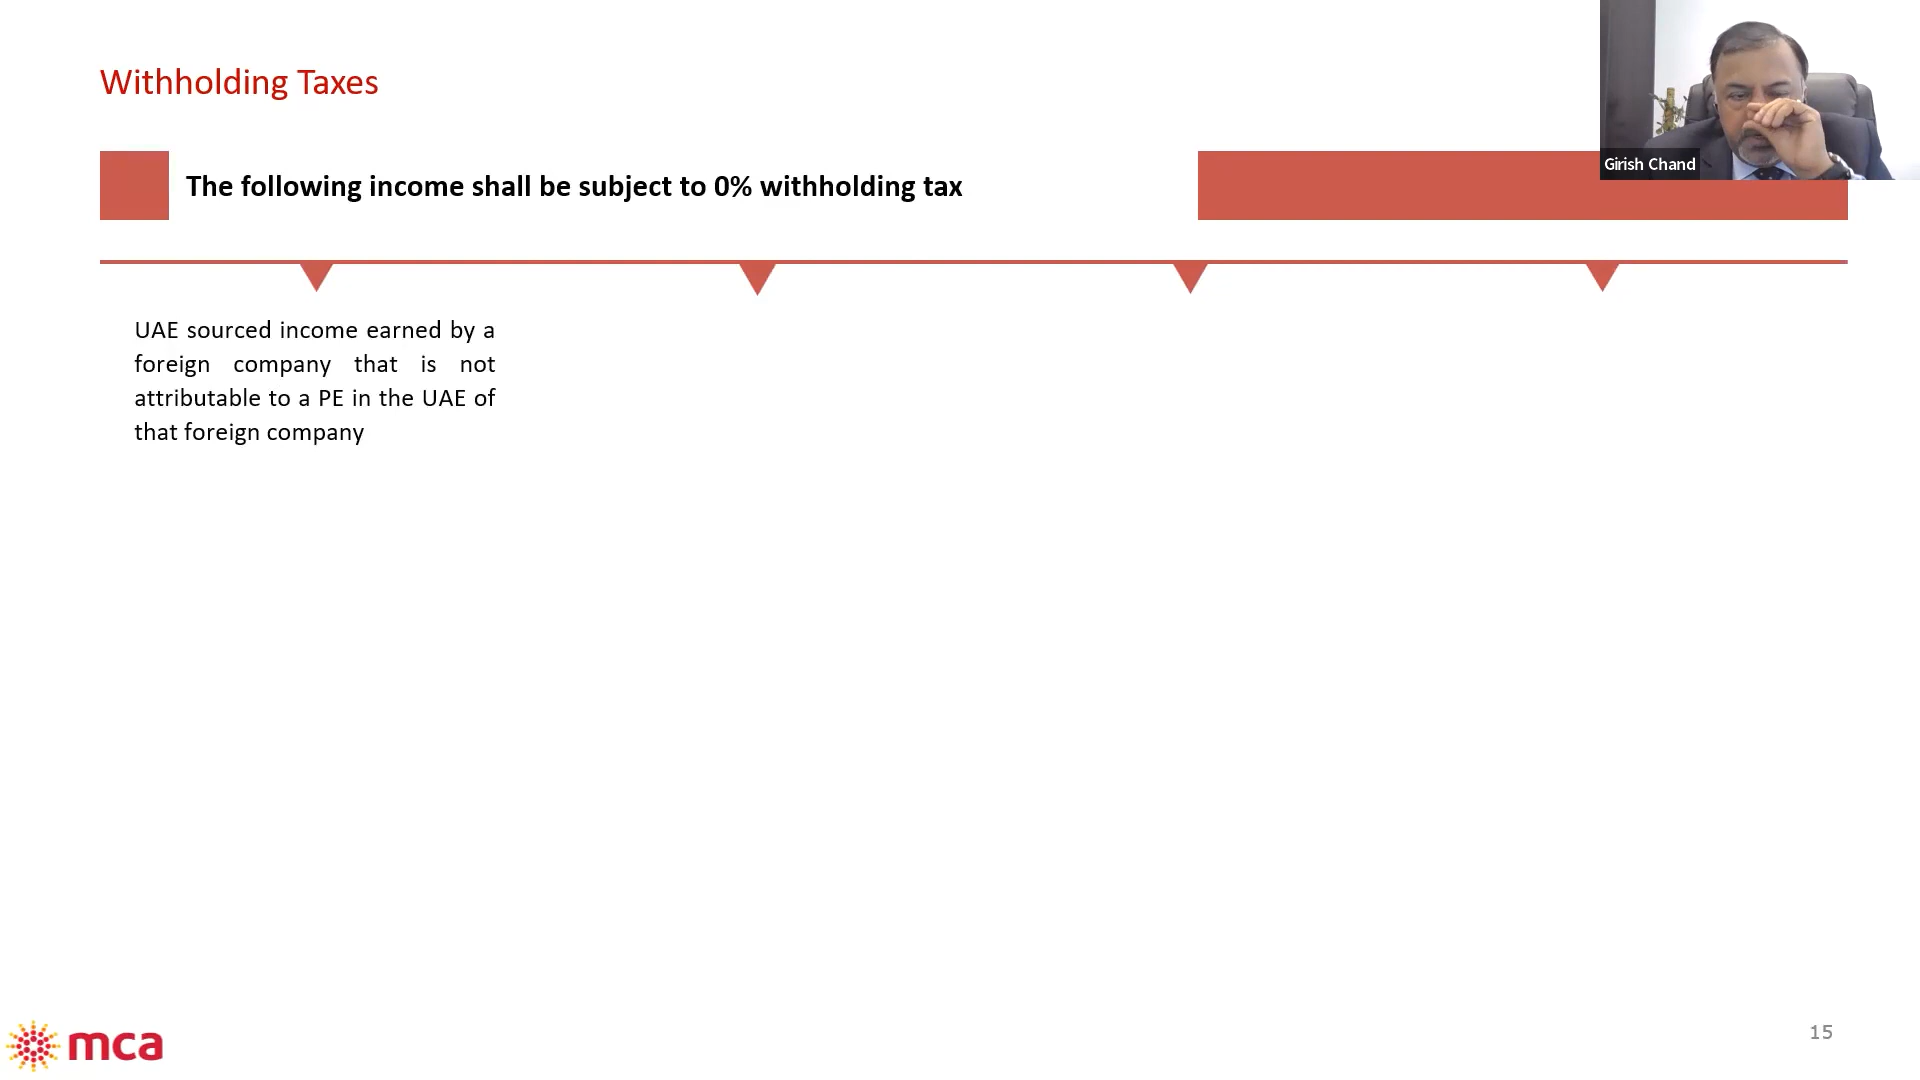 Withholding Taxes
The following income shall be subject to 0% withholding tax
Girish Chand
UAE sourced income earned by a
foreign company that is not
attributable to a PE in the UAE of
that foreign company
mca
15